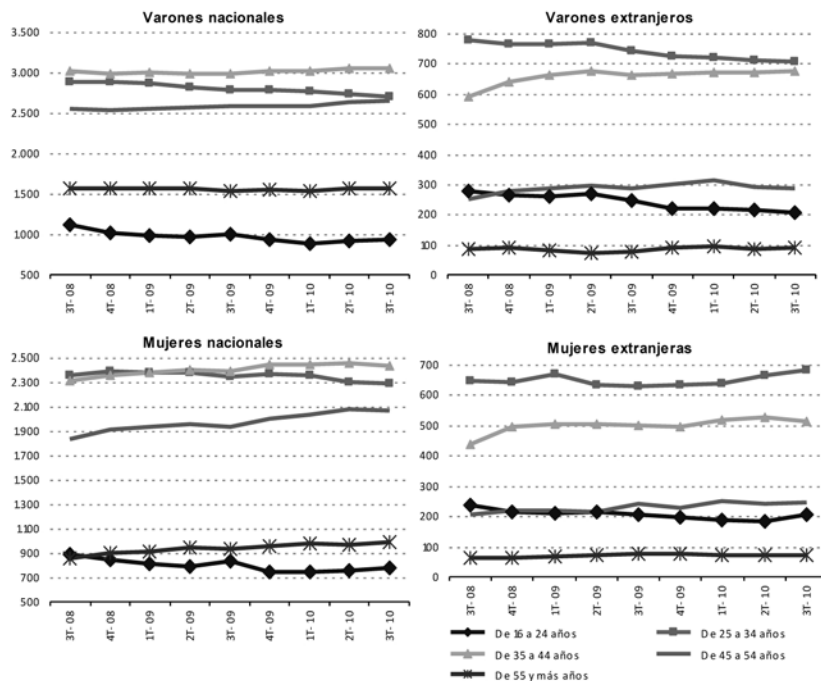 Varones nacionales
3.500
3.000
2.500
2.000
1.500
1.000
500
3T- 08
4T- 08
1T- 09
2T- 09
3T- 09
4T- 09
1T- 10
2T- 10
3T- 10
Varones extranjeros
800
700
600
500
400
300
200
100
0
3T- 08
4T- 08
1T- 09
2T- 09
3T- 09
4T- 09
1T- 10
2T- 10
3T- 10
Mujeres nacionales
2.500
2.300
2.100
1.900
1.700
1.500
1.300
1.100
900
700
500
3T- 08
4T- 08
1T- 09
2T- 09
3T- 09
4T- 09
1T- 10
2T- 10
3T- 10
Mujeres extranjeras
700
600
500
400
300
200
100
0
3T- 08
4T- 08
1T- 09
2T- 09
3T- 09
4T- 09
1T- 10
2T- 10
3T- 10
De 16 a 24 años
De 25 a 34 años
De 35 a 44 años
De 45 a 54 años
De 55 y más años